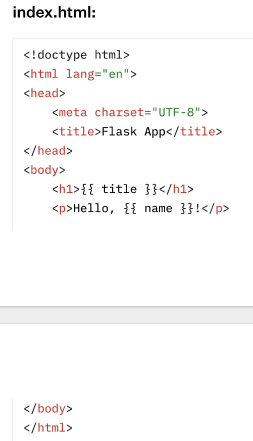 index.html:
<!doctype html>
<html lang="en">
<head>
    <meta charset="UTF-8">
    <title>Flask App</title>
</head>
<body>
    <h1>{{ title }}</h1>
    <p>Hello, {{ name }}!</p>
</body>
</html>